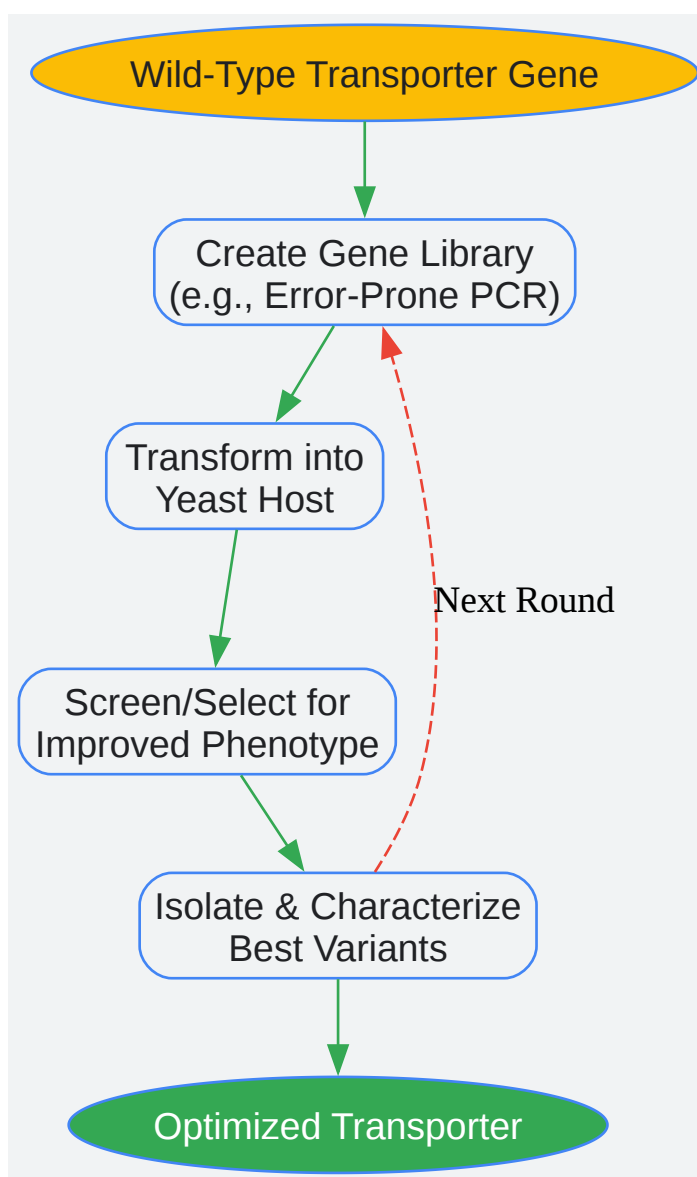 Wild-Type Transporter Gene
Create Gene Library
(e.g., Error-Prone PCR)
Transform into
Yeast Host
Next Round
Screen/Select for
Improved Phenotype
Isolate & Characterize
Best Variants
Optimized Transporter